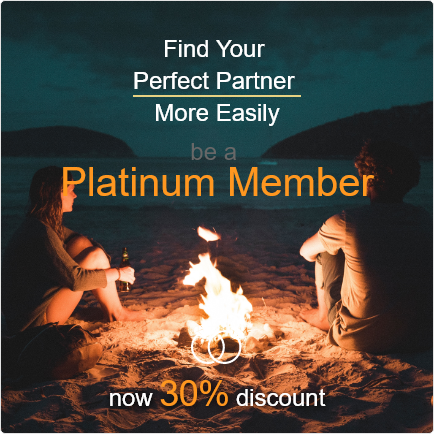 Find Your
Perfect Partner
More Easily
be a
Platinum Member
now 30% discount